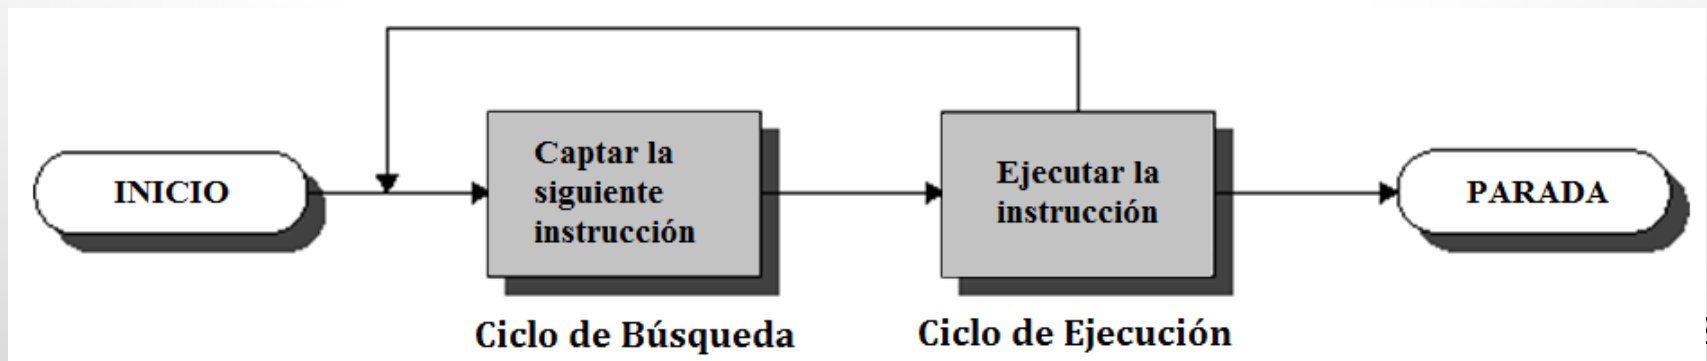 INICIO
Captar la
siguiente
instrucción
Ejecutar la
instrucción
PARADA
Ciclo de Búsqueda
Ciclo de Ejecución